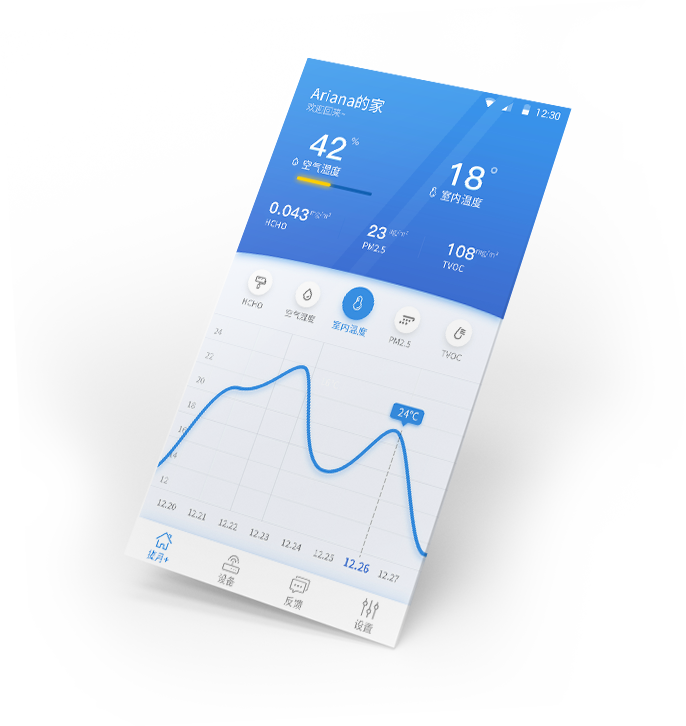 12:30
Ariana的家
欢迎回来~
42 %
空气湿度
18°
室内温度
0.043 mg/m³
HCHO
23 ug/m³
PM2.5
108 mg/m³
TVOC
HCHO
空气湿度
室内温度
PM2.5
TVOC
24
22
20
18
16
14
12
24℃
12.20
12.21
12.22
12.23
12.24
12.25
12.26
12.27
设备
反馈
设置